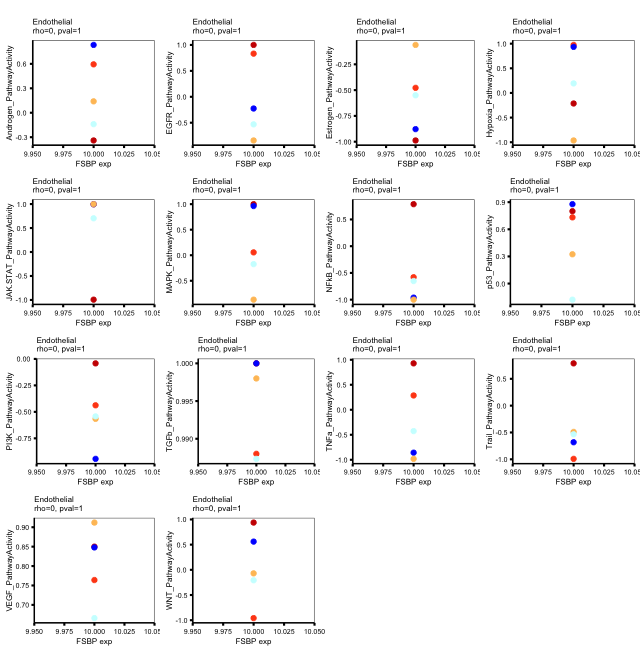 Endothelial
rho=0, pval=1
Androgen_PathwayActivity
0.6
0.3
0.0
-0.3
9.950 9.975 10.000 10.025 10.05
FSBP exp
Endothelial
rho=0, pval=1
EGFR_PathwayActivity
1.0
0.5
0.0
-0.5
9.950 9.975 10.000 10.025 10.05
FSBP exp
Endothelial
rho=0, pval=1
Estrogen_PathwayActivity
-0.25
-0.50
-0.75
-1.00
9.950 9.975 10.000 10.025 10.05
FSBP exp
Endothelial
rho=0, pval=1
Hypoxia_PathwayActivity
1.0
0.5
0.0
-0.5
-1.0
9.950 9.975 10.000 10.025 10.05
FSBP exp
Endothelial
rho=0, pval=1
JAK.STAT_PathwayActivity
1.0
0.5
0.0
-0.5
-1.0
9.950 9.975 10.000 10.025 10.05
FSBP exp
Endothelial
rho=0, pval=1
MAPK_PathwayActivity
1.0
0.5
0.0
-0.5
9.950 9.975 10.000 10.025 10.05
FSBP exp
Endothelial
rho=0, pval=1
NFkB_PathwayActivity
0.5
0.0
-0.5
-1.0
9.950 9.975 10.000 10.025 10.05
FSBP exp
Endothelial
rho=0, pval=1
p53_PathwayActivity
0.9
0.6
0.3
0.0
9.950 9.975 10.000 10.025 10.05
FSBP exp
Endothelial
rho=0, pval=1
PI3K_PathwayActivity
0.00
-0.25
-0.50
-0.75
9.950 9.975 10.000 10.025 10.05
FSBP exp
Endothelial
rho=0, pval=1
TGFb_PathwayActivity
1.000
0.995
0.990
9.950 9.975 10.000 10.025 10.05
FSBP exp
Endothelial
rho=0, pval=1
TNFa_PathwayActivity
1.0
0.5
0.0
-0.5
-1.0
9.950 9.975 10.000 10.025 10.05
FSBP exp
Endothelial
rho=0, pval=1
Trail_PathwayActivity
0.5
0.0
-0.5
-1.0
9.950 9.975 10.000 10.025 10.05
FSBP exp
Endothelial
rho=0, pval=1
VEGF_PathwayActivity
0.90
0.85
0.80
0.75
0.70
9.950 9.975 10.000 10.025 10.05
FSBP exp
Endothelial
rho=0, pval=1
WNT_PathwayActivity
1.0
0.5
0.0
-0.5
-1.0
9.950 9.975 10.000 10.025 10.050
FSBP exp